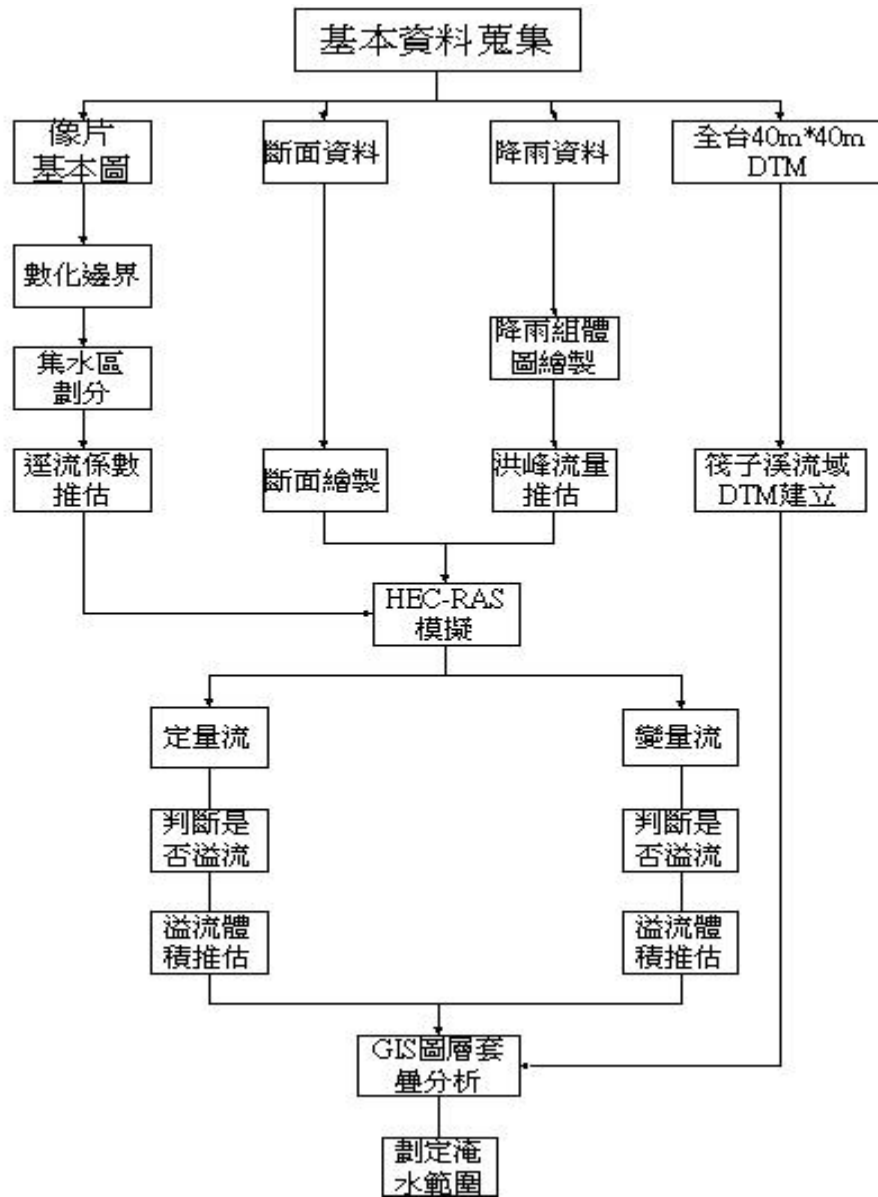 基本資料蒐集
像片
基本圖
斷面資料
降雨資料
全台40m*40m
DTM
數化邊界
降雨組體
圖繪製
集水區
劃分
逕流係數
推估
斷面繪製
洪峰流量
推估
筏子溪流域
DTM建立
HEC-RAS
模擬
定量流
變量流
判斷是
否溢流
判斷是
否溢流
溢流體
積推估
溢流體
積推估
GIS圖層套
疊分析
劃定淹
水範圍